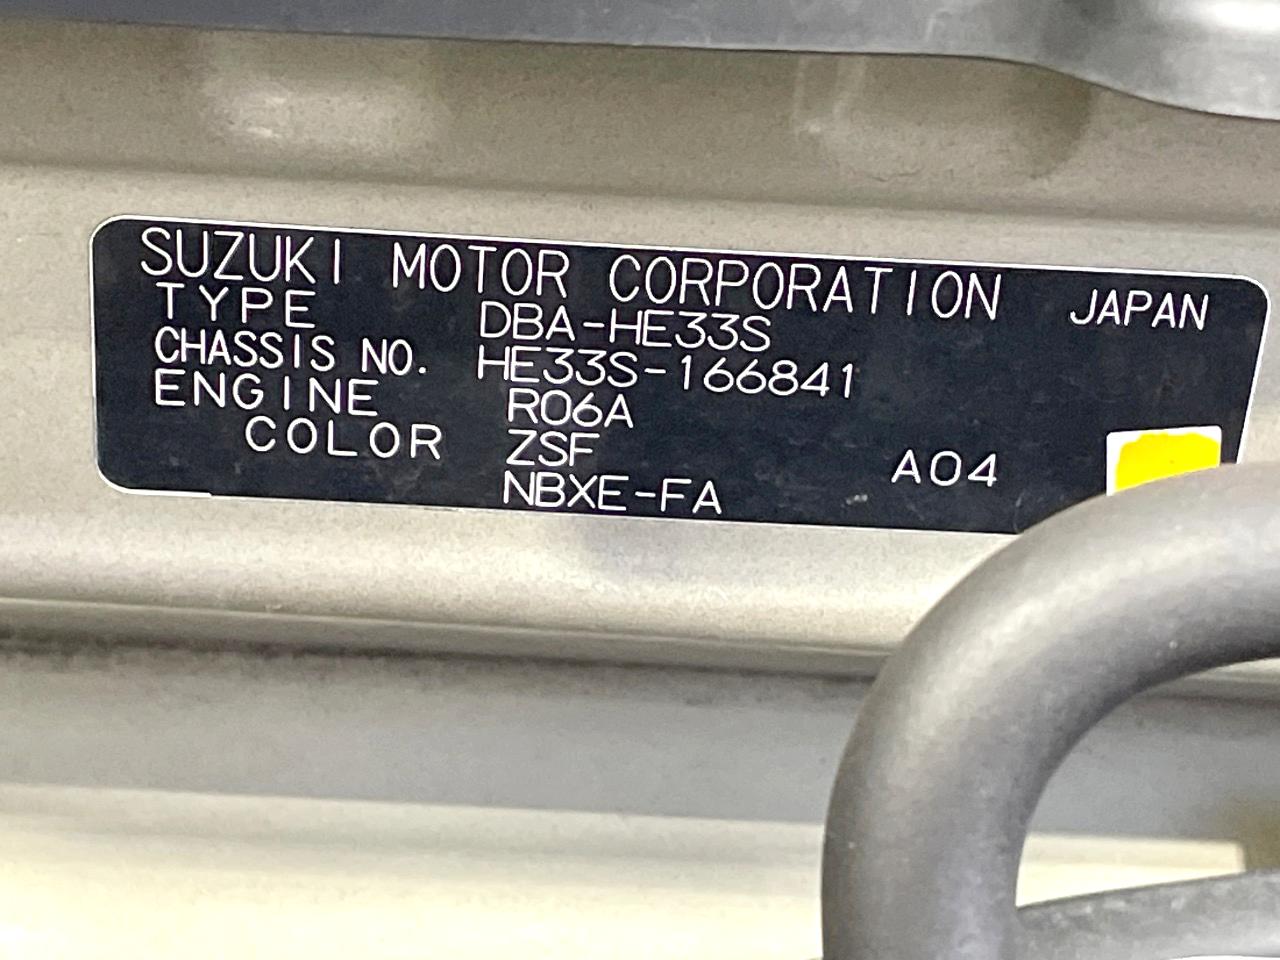 SUZUKI MOTOR CORPORATION JAPAN
TYPE DBA-HE33S
CHASSIS NO. HE33S-166841
ENGINE R06A
COLOR ZSF A04
NBXE-FA